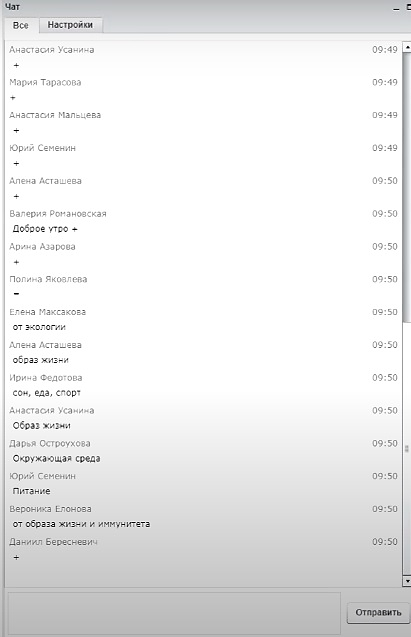 Чат
Все Настройки
Анастасия Усанина 09:49
+
Мария Тарасова 09:49
+
Анастасия Мальцева 09:49
+
Юрий Семенин 09:49
+
Алена Асташева 09:50
+
Валерия Романовская 09:50
Доброе утро +
Арина Азарова 09:50
+
Полина Яковлева 09:50
=
Елена Максакова 09:50
от экологии
Алена Асташева 09:50
образ жизни
Ирина Федотова 09:50
сон, еда, спорт
Анастасия Усанина 09:50
Образ жизни
Дарья Остроухова 09:50
Окружающая среда
Юрий Семенин 09:50
Питание
Вероника Елонова 09:50
от образа жизни и иммунитета
Даниил Бересневич 09:50
+
Отправить